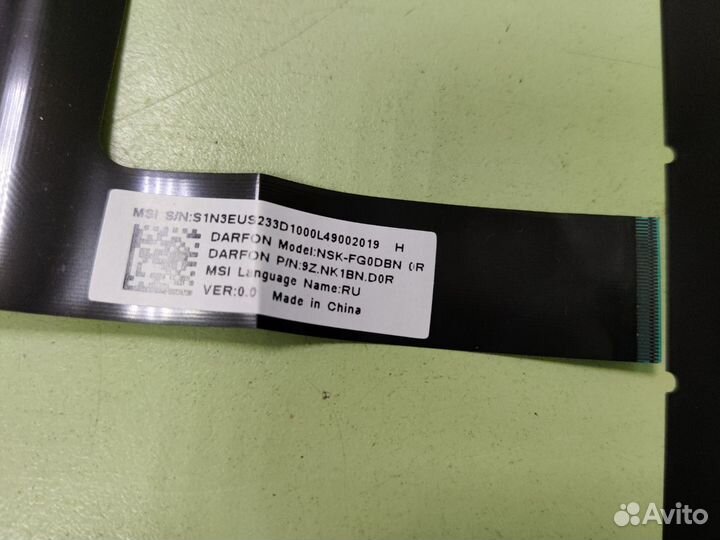 MSI S/N:S1N3EUS233D1000L49002019 H
DARFON Model:NSK-FG0DBN 0R
DARFON P/N:9Z.NK1BN.D0R
MSI Language Name:RU
VER:0.0 Made in China
Avito